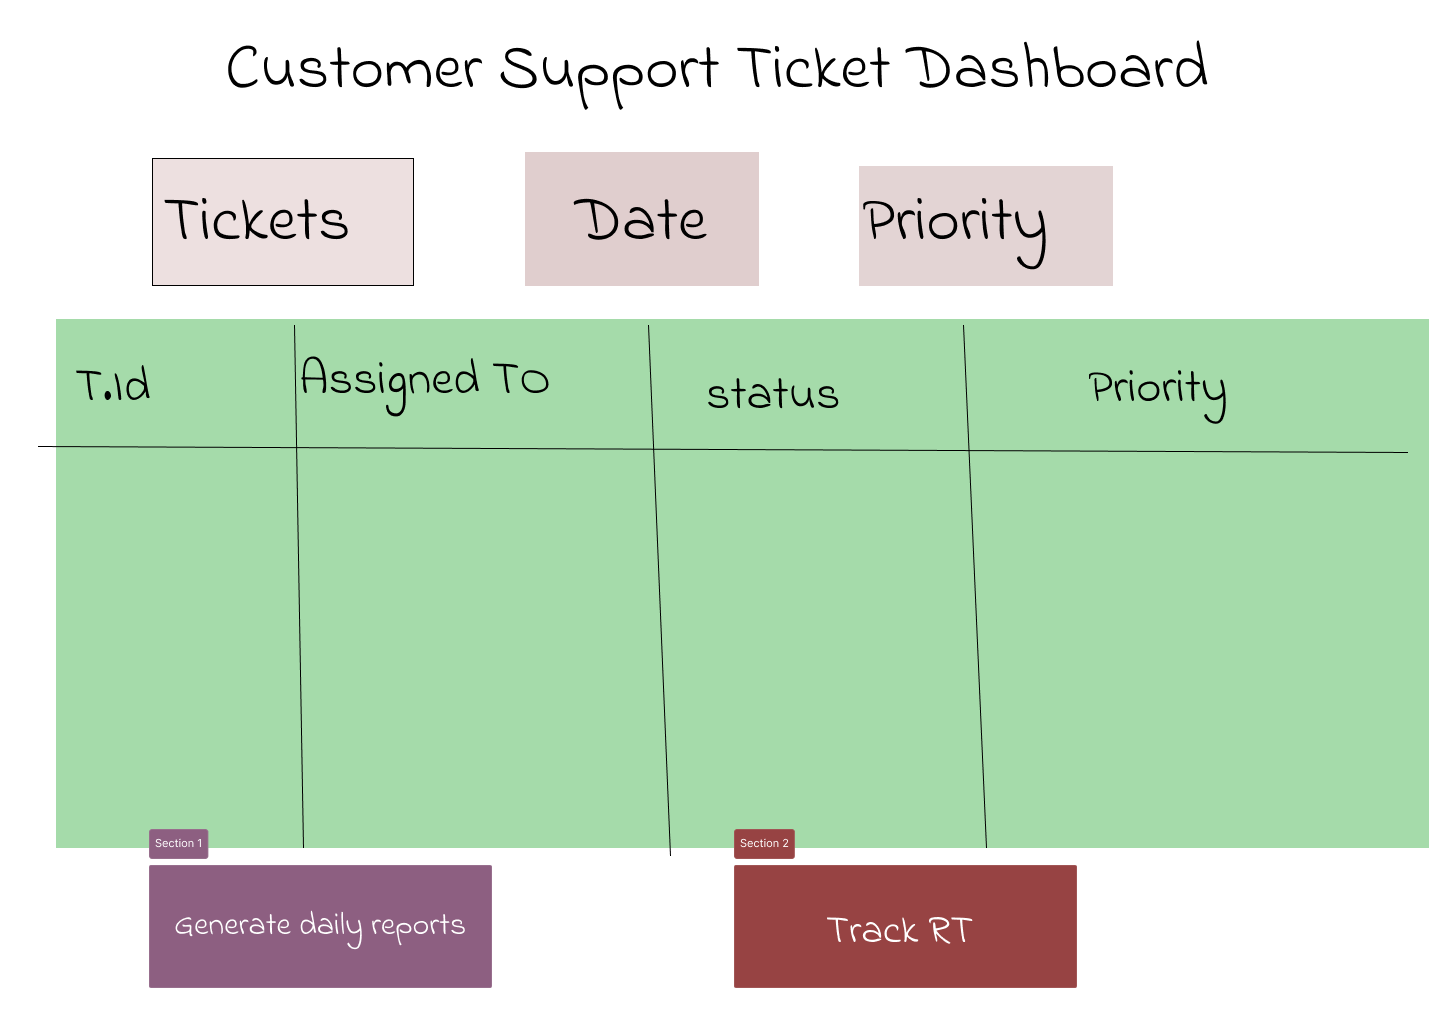 Customer Support Ticket Dashboard
Tickets
Date
Priority
T.Id
Assigned TO
status
Priority
Section 1
Generate daily reports
Section 2
Track RT